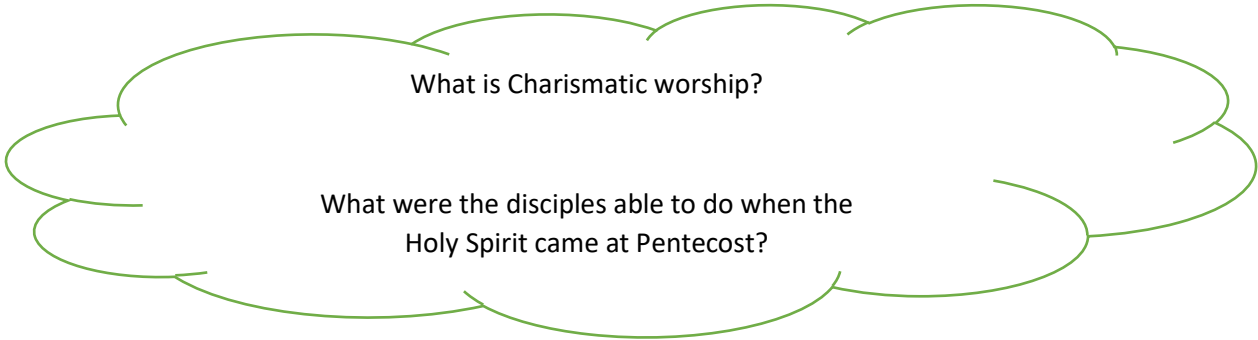 What is Charismatic worship?
What were the disciples able to do when the
Holy Spirit came at Pentecost?